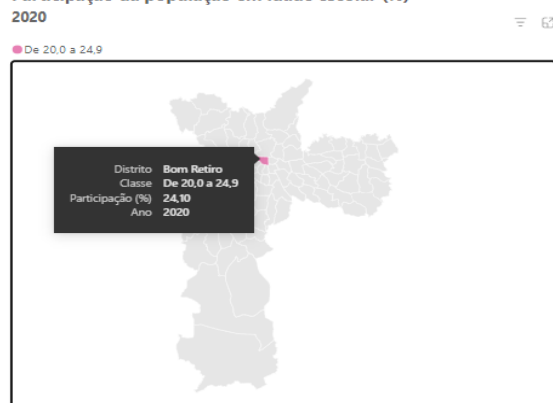 2020
De 20,0 a 24,9
Distrito Bom Retiro
Classe De 20,0 a 24,9
Participação (%) 24,10
Ano 2020